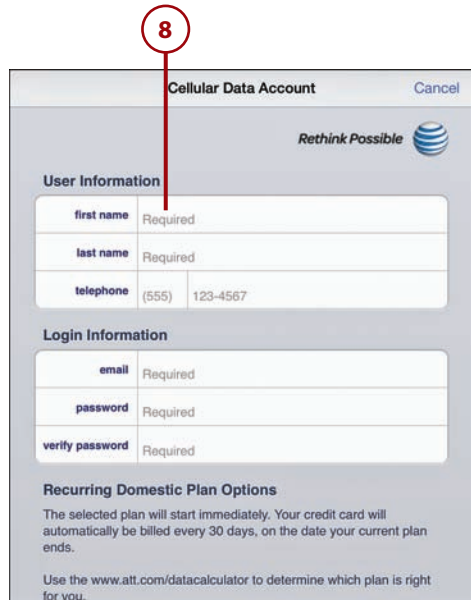 8
Cellular Data Account Cancel
Rethink Possible
User Information
first name Required
last name Required
telephone (555) 123-4567
Login Information
email Required
password Required
verify password Required
Recurring Domestic Plan Options
The selected plan will start immediately. Your credit card will
automatically be billed every 30 days, on the date your current plan
ends.
Use the www.att.com/datacalculator to determine which plan is right
for you.